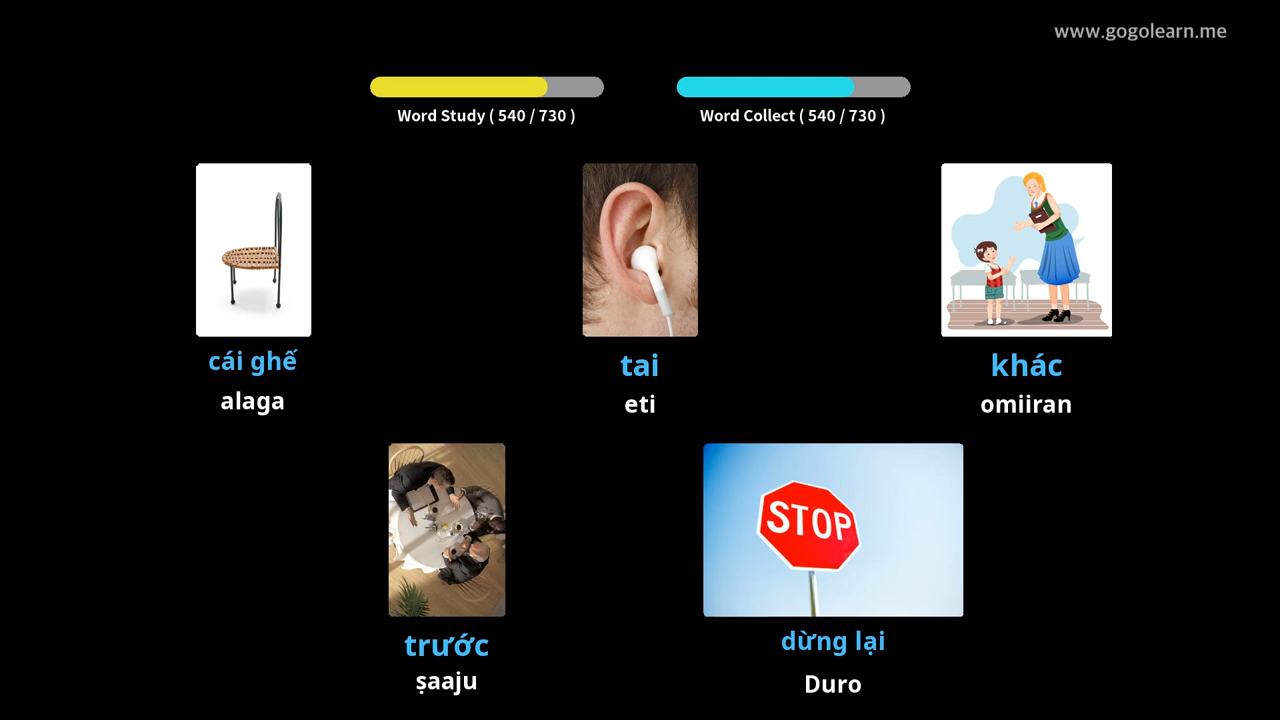 www.gogolearn.me
Word Study ( 540 / 730 )
Word Collect ( 540 / 730 )
cái ghế
alaga
tai
eti
khác
omiiran
STOP
trước
ṣaaju
dừng lại
Duro